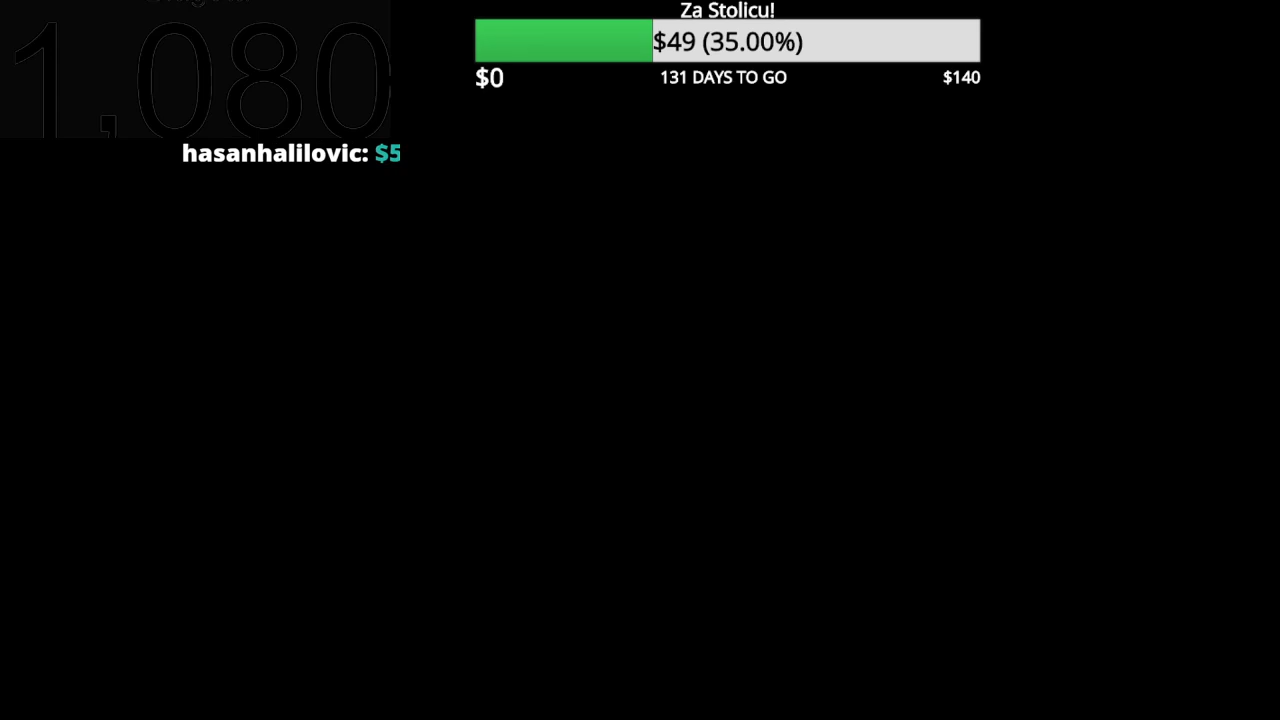 1,080
hasanhalilovic: $5
Za Stolicu!
$49 (35.00%)
$0 131 DAYS TO GO $140